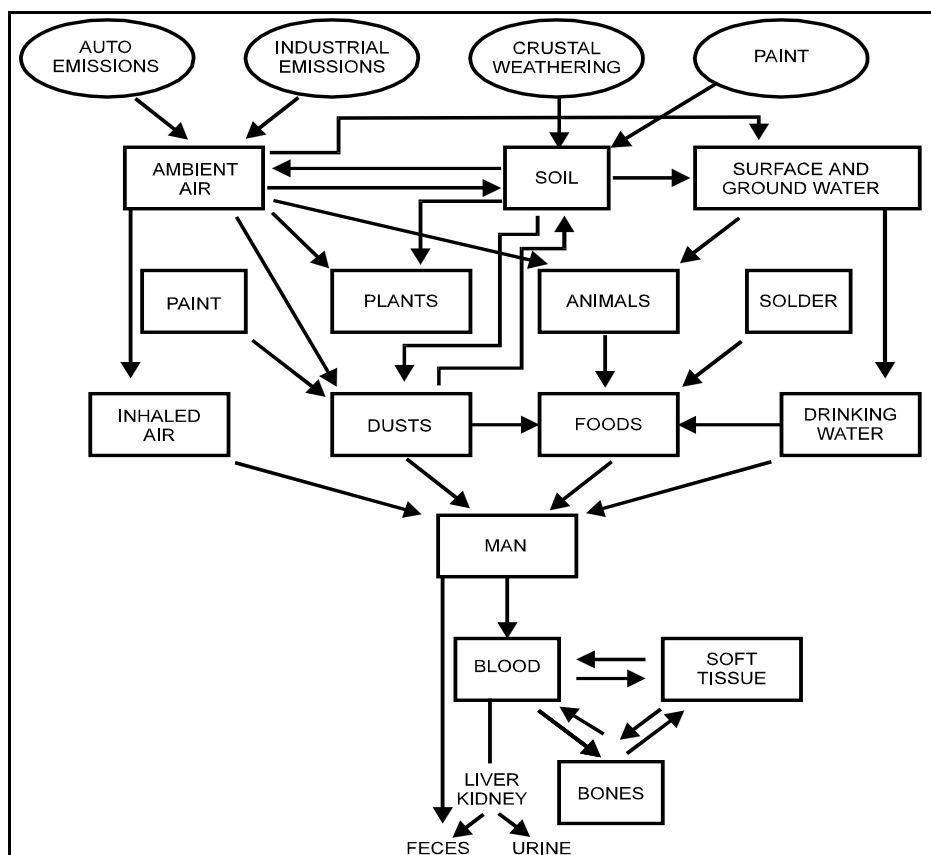 AUTO
EMISSIONS
INDUSTRIAL
EMISSIONS
CRUSTAL
WEATHERING
PAINT
AMBIENT
AIR
SOIL
SURFACE AND
GROUND WATER
PAINT
PLANTS
ANIMALS
SOLDER
INHALED
AIR
DUSTS
FOODS
DRINKING
WATER
MAN
BLOOD
SOFT
TISSUE
LIVER
KIDNEY
BONES
FECES
URINE